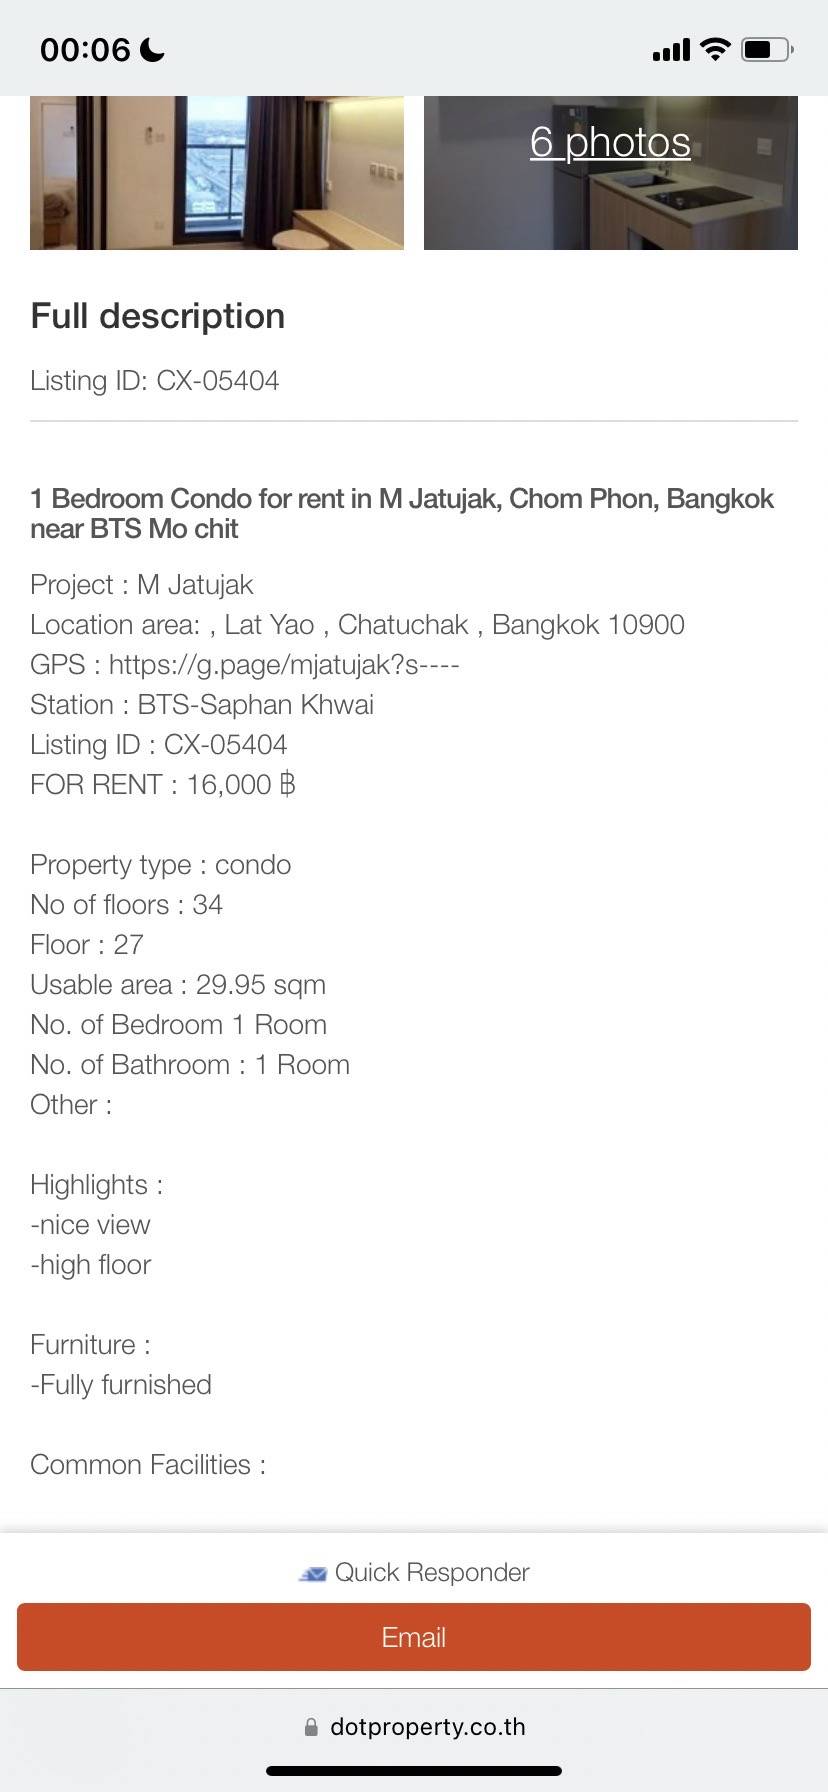 00:06
6 photos
Full description
Listing ID: CX-05404
1 Bedroom Condo for rent in M Jatujak, Chom Phon, Bangkok
near BTS Mo chit
Project : M Jatujak
Location area: , Lat Yao , Chatuchak , Bangkok 10900
GPS : https://g.page/mjatujak?s----
Station : BTS-Saphan Khwai
Listing ID : CX-05404
FOR RENT : 16,000 ฿
Property type : condo
No of floors : 34
Floor : 27
Usable area : 29.95 sqm
No. of Bedroom 1 Room
No. of Bathroom : 1 Room
Other :
Highlights :
-nice view
-high floor
Furniture :
-Fully furnished
Common Facilities :
Quick Responder
Email
dotproperty.co.th